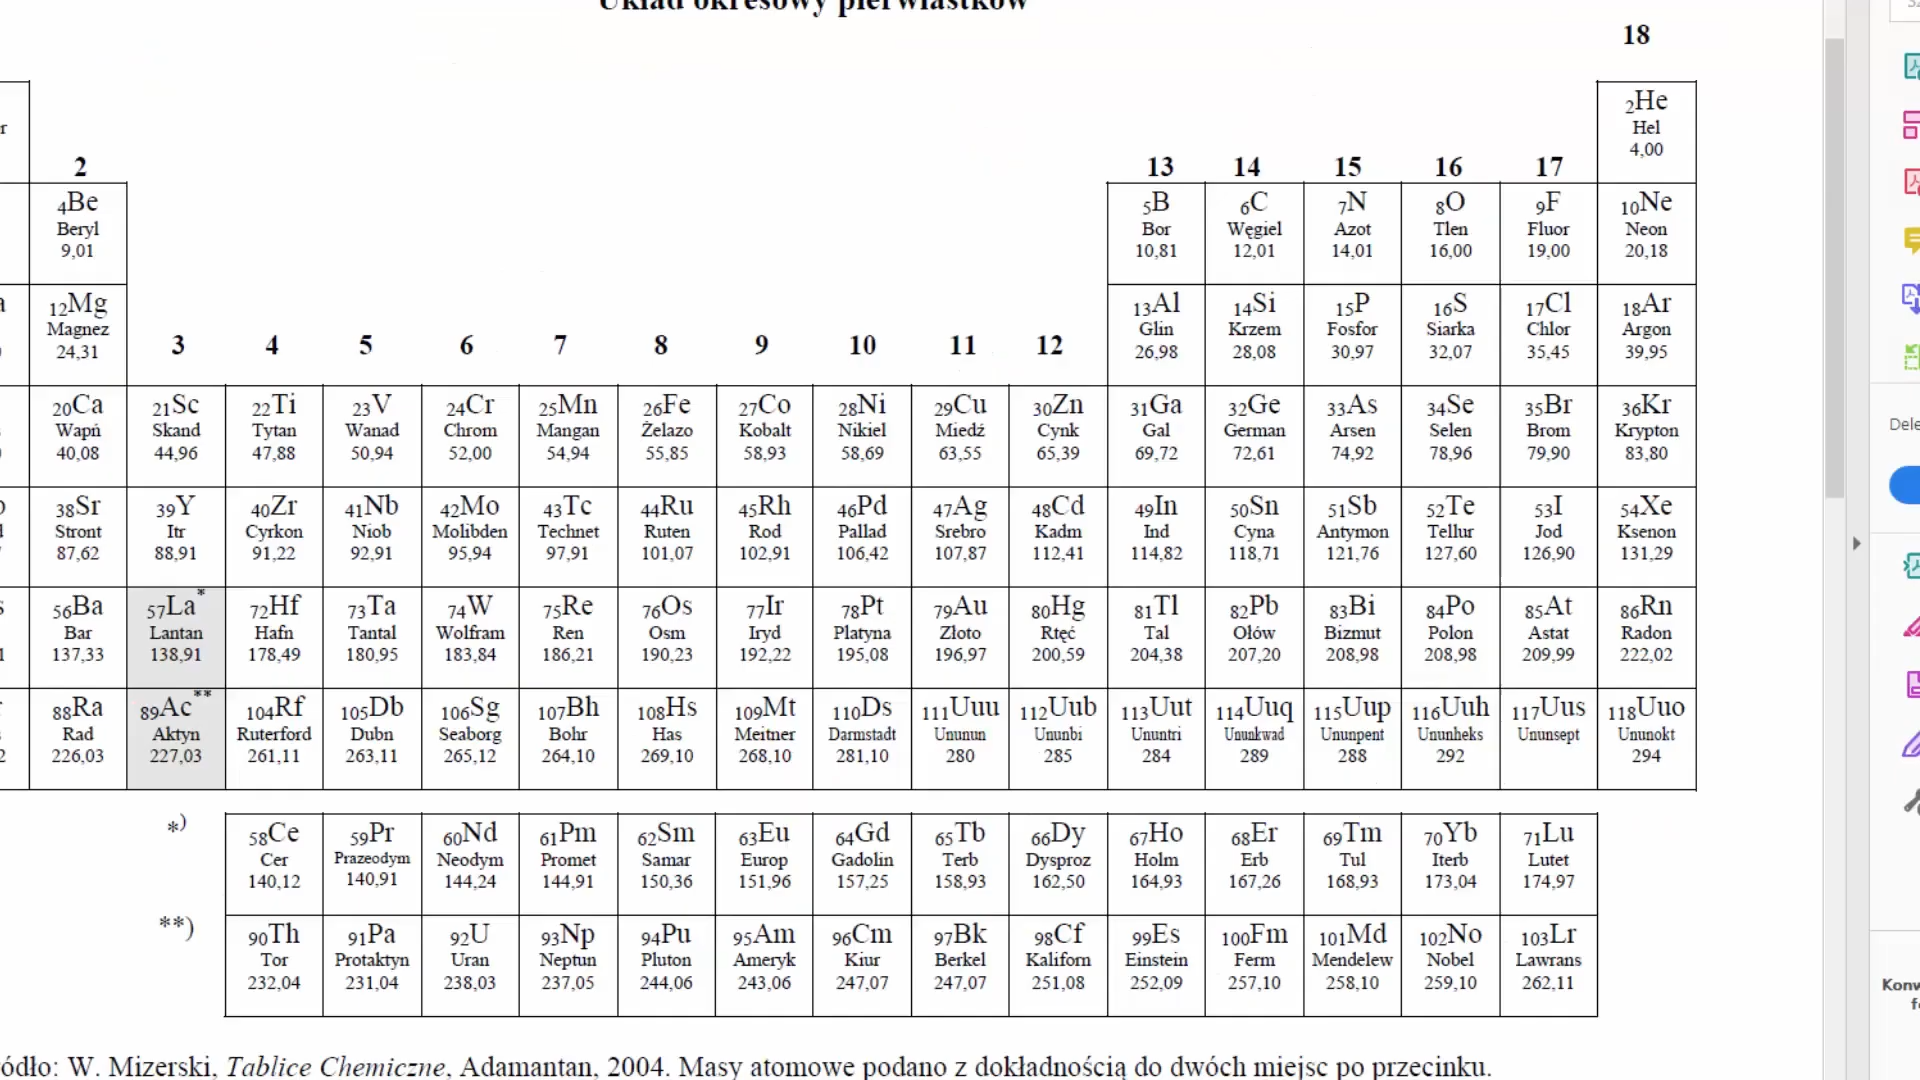 Układ okresowy pierwiastków
18
2He
r
Hel
4,00
2 13 14 15 16 17
4Be 5B 6C 7N 8O 9F 10Ne
Beryl Bor Węgiel Azot Tlen Fluor Neon
9,01 10,81 12,01 14,01 16,00 19,00 20,18
a 12Mg 13Al 14Si 15P 16S 17Cl 18Ar
Magnez Glin Krzem Fosfor Siarka Chlor Argon
24,31 26,98 28,08 30,97 32,07 35,45 39,95
3 4 5 6 7 8 9 10 11 12
20Ca 21Sc 22Ti 23V 24Cr 25Mn 26Fe 27Co 28Ni 29Cu 30Zn 31Ga 32Ge 33As 34Se 35Br 36Kr
Wapń Skand Tytan Wanad Chrom Mangan Żelazo Kobalt Nikiel Miedź Cynk Gal German Arsen Selen Brom Krypton
40,08 44,96 47,88 50,94 52,00 54,94 55,85 58,93 58,69 63,55 65,39 69,72 72,61 74,92 78,96 79,90 83,80
38Sr 39Y 40Zr 41Nb 42Mo 43Tc 44Ru 45Rh 46Pd 47Ag 48Cd 49In 50Sn 51Sb 52Te 53I 54Xe
Stront Itr Cyrkon Niob Molibden Technet Ruten Rod Pallad Srebro Kadm Ind Cyna Antymon Tellur Jod Ksenon
87,62 88,91 91,22 92,91 95,94 97,91 101,07 102,91 106,42 107,87 112,41 114,82 118,71 121,76 127,60 126,90 131,29
s 56Ba 57La* 72Hf 73Ta 74W 75Re 76Os 77Ir 78Pt 79Au 80Hg 81Tl 82Pb 83Bi 84Po 85At 86Rn
Bar Lantan Hafn Tantal Wolfram Ren Osm Iryd Platyna Złoto Rtęć Tal Ołów Bizmut Polon Astat Radon
1 137,33 138,91 178,49 180,95 183,84 186,21 190,23 192,22 195,08 196,97 200,59 204,38 207,20 208,98 208,98 209,99 222,02
88Ra 89Ac** 104Rf 105Db 106Sg 107Bh 108Hs 109Mt 110Ds 111Uuu 112Uub 113Uut 114Uuq 115Uup 116Uuh 117Uus 118Uuo
s Rad Aktyn Ruterford Dubn Seaborg Bohr Has Meitner Darmstadt Ununun Ununbi Ununtri Ununkwad Ununpent Ununheks Ununsept Ununokt
2 226,03 227,03 261,11 263,11 265,12 264,10 269,10 268,10 281,10 280 285 284 289 288 292 294
*) 58Ce 59Pr 60Nd 61Pm 62Sm 63Eu 64Gd 65Tb 66Dy 67Ho 68Er 69Tm 70Yb 71Lu
Cer Prazeodym Neodym Promet Samar Europ Gadolin Terb Dysproz Holm Erb Tul Iterb Lutet
140,12 140,91 144,24 144,91 150,36 151,96 157,25 158,93 162,50 164,93 167,26 168,93 173,04 174,97
**) 90Th 91Pa 92U 93Np 94Pu 95Am 96Cm 97Bk 98Cf 99Es 100Fm 101Md 102No 103Lr
Tor Protaktyn Uran Neptun Pluton Ameryk Kiur Berkel Kaliforn Einstein Ferm Mendelew Nobel Lawrans
232,04 231,04 238,03 237,05 244,06 243,06 247,07 247,07 251,08 252,09 257,10 258,10 259,10 262,11
ódło: W. Mizerski, Tablice Chemiczne, Adamantan, 2004. Masy atomowe podano z dokładnością do dwóch miejsc po przecinku.
Dele
Konw
f